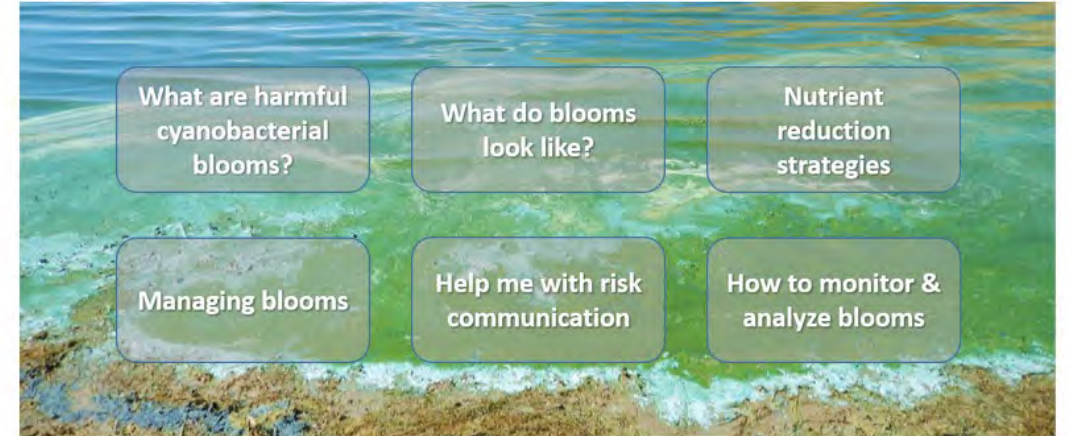 What are harmful
cyanobacterial
blooms?
What do blooms
look like?
Nutrient
reduction
strategies
Managing blooms
Help me with risk
communication
How to monitor &
analyze blooms